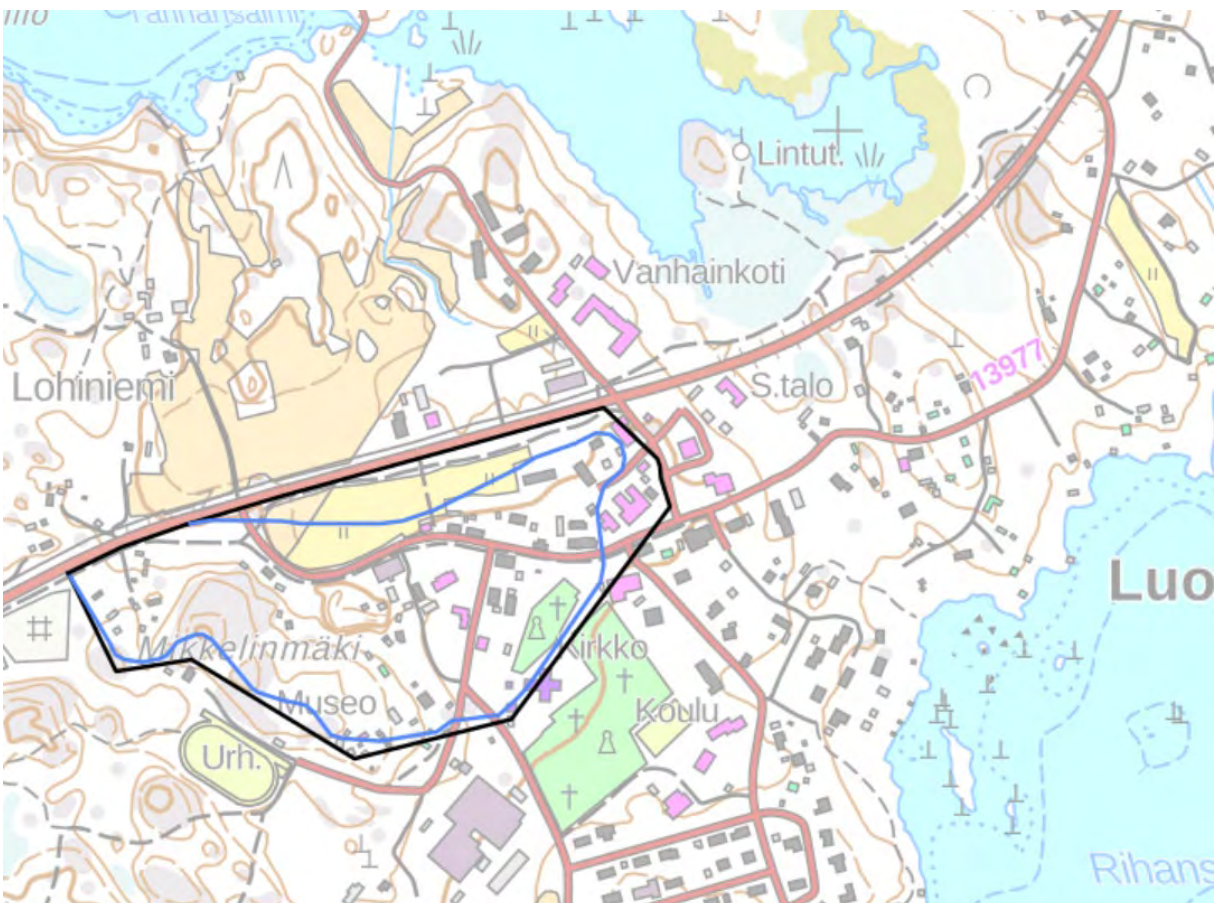 Lintut.
Vanhainkoti
S.talo
13977
Lohiniemi
Luo
Mikkelinmäki
Kirkko
Museo
Koulu
Urh.
Rihans